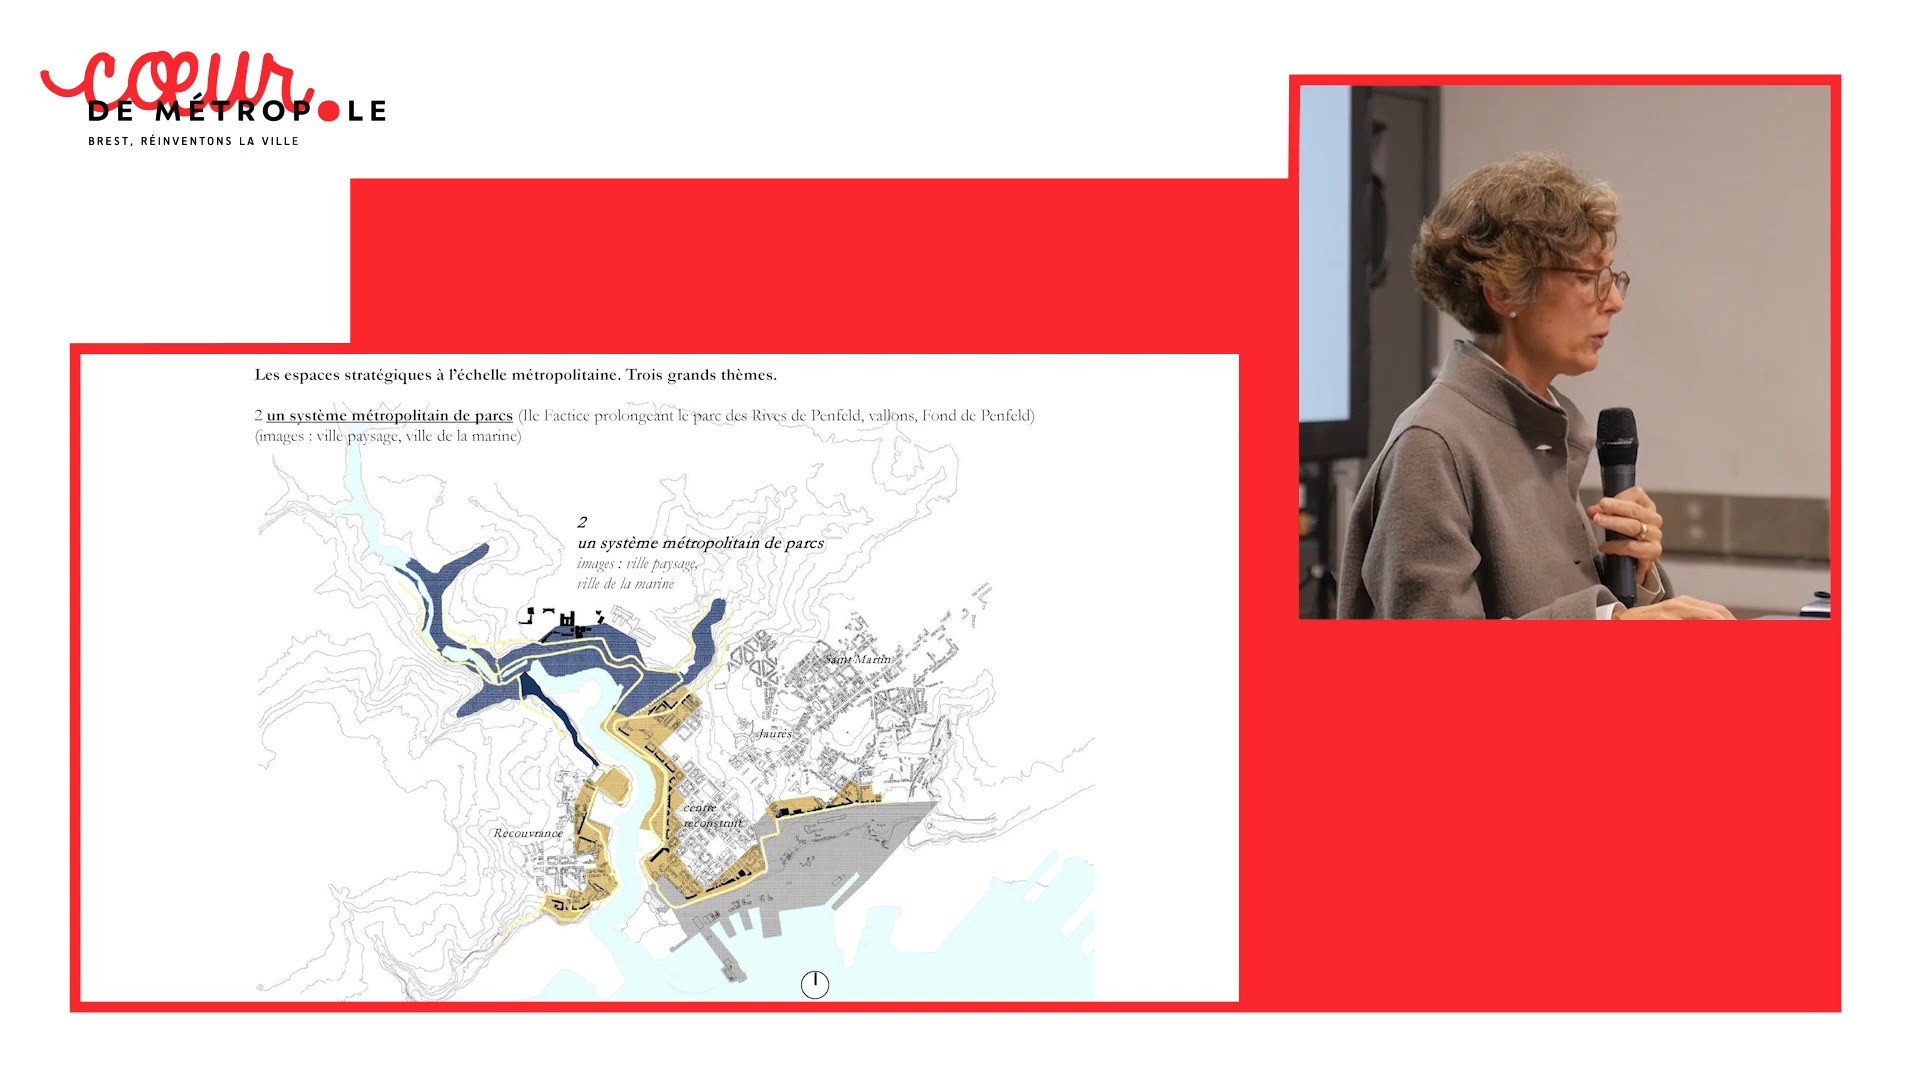 cœur
DE MÉTROPOLE
BREST, RÉINVENTONS LA VILLE
Les espaces stratégiques à l'échelle métropolitaine. Trois grands thèmes.
2 un système métropolitain de parcs (Ile Factice prolongeant le parc des Rives de Penfeld, vallons, Fond de Penfeld)
(images : ville paysage, ville de la marine)
2
un système métropolitain de parcs
images : ville paysage,
ville de la marine
Saint Martin
Jaurès
centre
reconstruit
Recouvrance